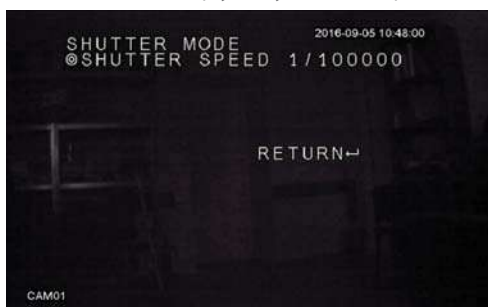 2016-09-05 10:48:00
SHUTTER MODE
◎SHUTTER SPEED 1/100000
RETURN↵
CAM01